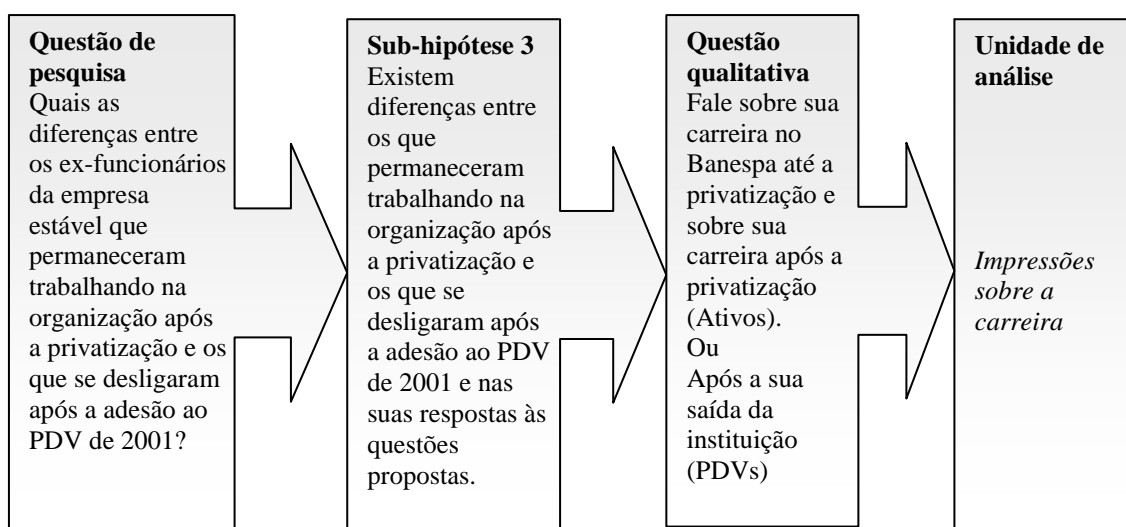 Questão de
pesquisa
Quais as
diferenças entre
os ex-funcionários
da empresa
estável que
permaneceram
trabalhando na
organização após
a privatização e os
que se desligaram
após a adesão ao
PDV de 2001?
Sub-hipótese 3
Existem
diferenças entre
os que
permaneceram
trabalhando na
organização após
a privatização e
os que se
desligaram após
a adesão ao PDV
de 2001 e nas
suas respostas às
questões
propostas.
Questão
qualitativa
Fale sobre sua
carreira no
Banespa até a
privatização e
sobre sua
carreira após a
privatização
(Ativos).
Ou
Após a sua
saída da
instituição
(PDVs)
Unidade de
análise
Impressões
sobre a
carreira